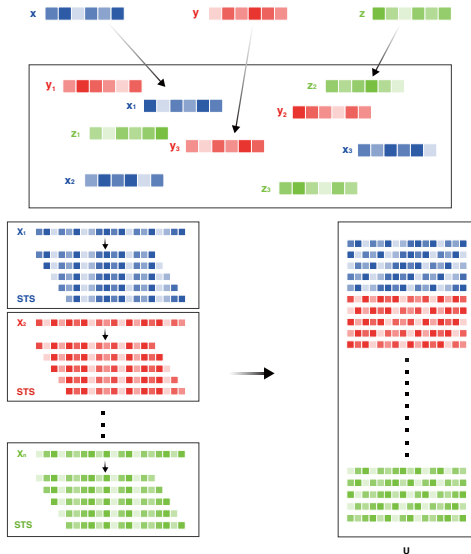 x y z
y₁ z₂
x₁ y₂
z₁
y₃ x₃
x₂
z₃
X₁
STS
X₂
STS
Xₙ
STS
U